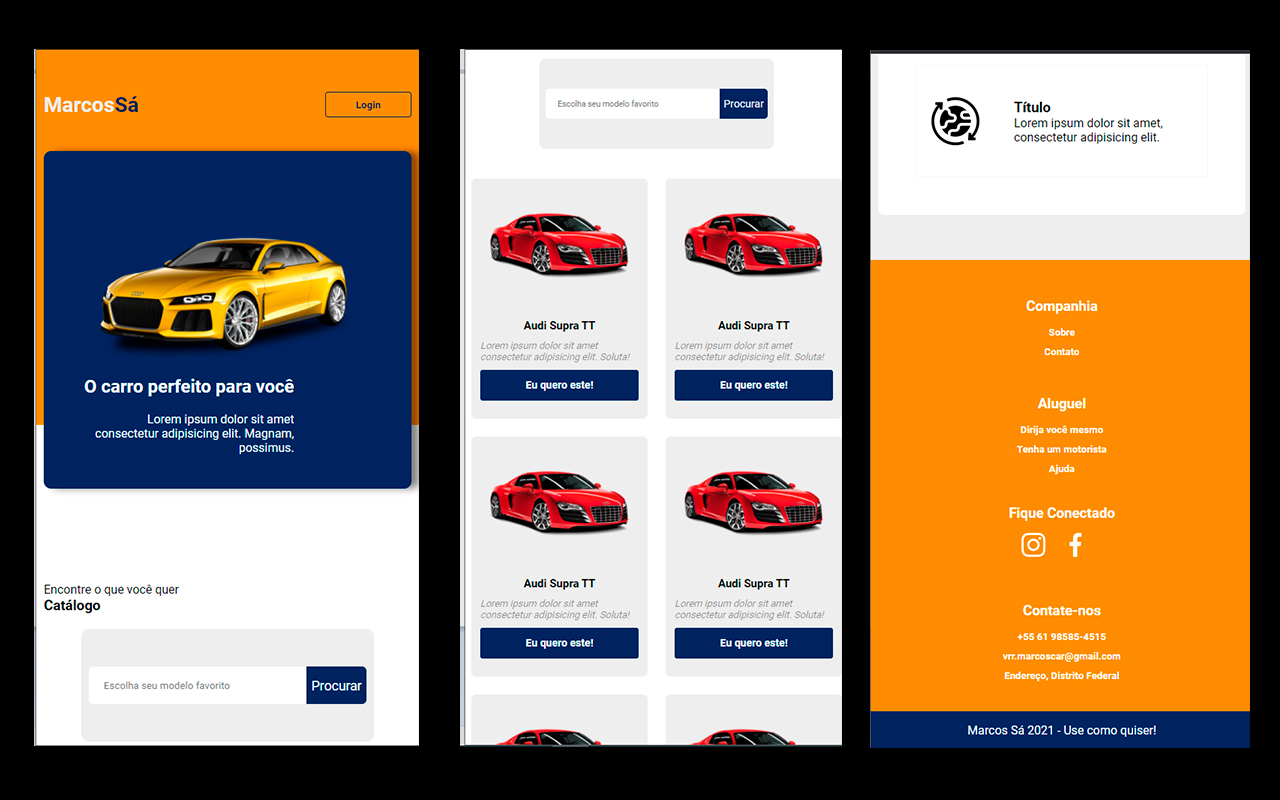 MarcosSá
Login
O carro perfeito para você
Lorem ipsum dolor sit amet
consectetur adipisicing elit. Magnam,
possimus.
Encontre o que você quer
Catálogo
Escolha seu modelo favorito
Procurar
Escolha seu modelo favorito
Procurar
Audi Supra TT
Lorem ipsum dolor sit amet
consectetur adipisicing elit. Soluta!
Eu quero este!
Audi Supra TT
Lorem ipsum dolor sit amet
consectetur adipisicing elit. Soluta!
Eu quero este!
Audi Supra TT
Lorem ipsum dolor sit amet
consectetur adipisicing elit. Soluta!
Eu quero este!
Audi Supra TT
Lorem ipsum dolor sit amet
consectetur adipisicing elit. Soluta!
Eu quero este!
Título
Lorem ipsum dolor sit amet,
consectetur adipisicing elit.
Companhia
Sobre
Contato
Aluguel
Dirija você mesmo
Tenha um motorista
Ajuda
Fique Conectado
Contate-nos
+55 61 98585-4515
vrr.marcoscar@gmail.com
Endereço, Distrito Federal
Marcos Sá 2021 - Use como quiser!